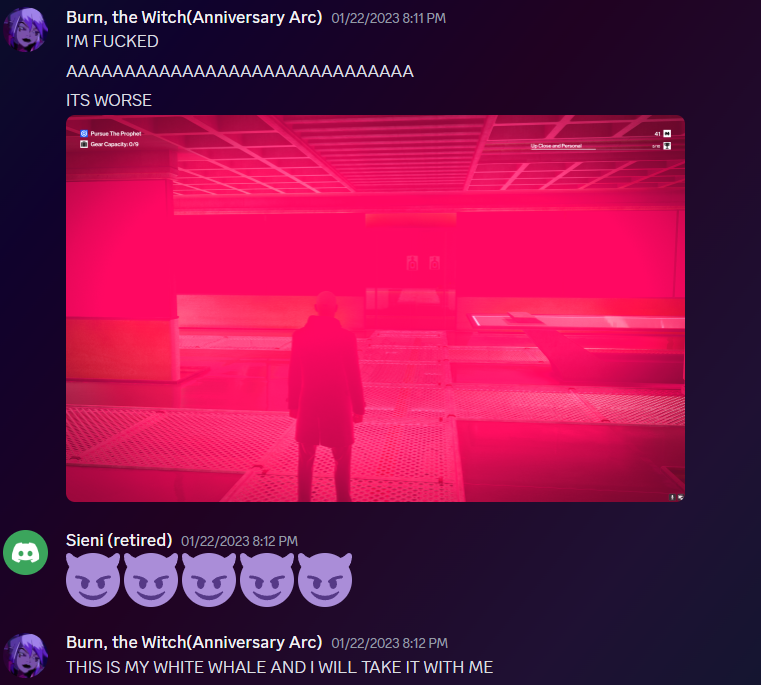 Burn, the Witch(Anniversary Arc) 01/22/2023 8:11 PM
I'M FUCKED
AAAAAAAAAAAAAAAAAAAAAAAAAAAAAA
ITS WORSE
Pursue The Prophet
Gear Capacity: 0/9
41
Up Close and Personal
Sieni (retired) 01/22/2023 8:12 PM
Burn, the Witch(Anniversary Arc) 01/22/2023 8:12 PM
THIS IS MY WHITE WHALE AND I WILL TAKE IT WITH ME